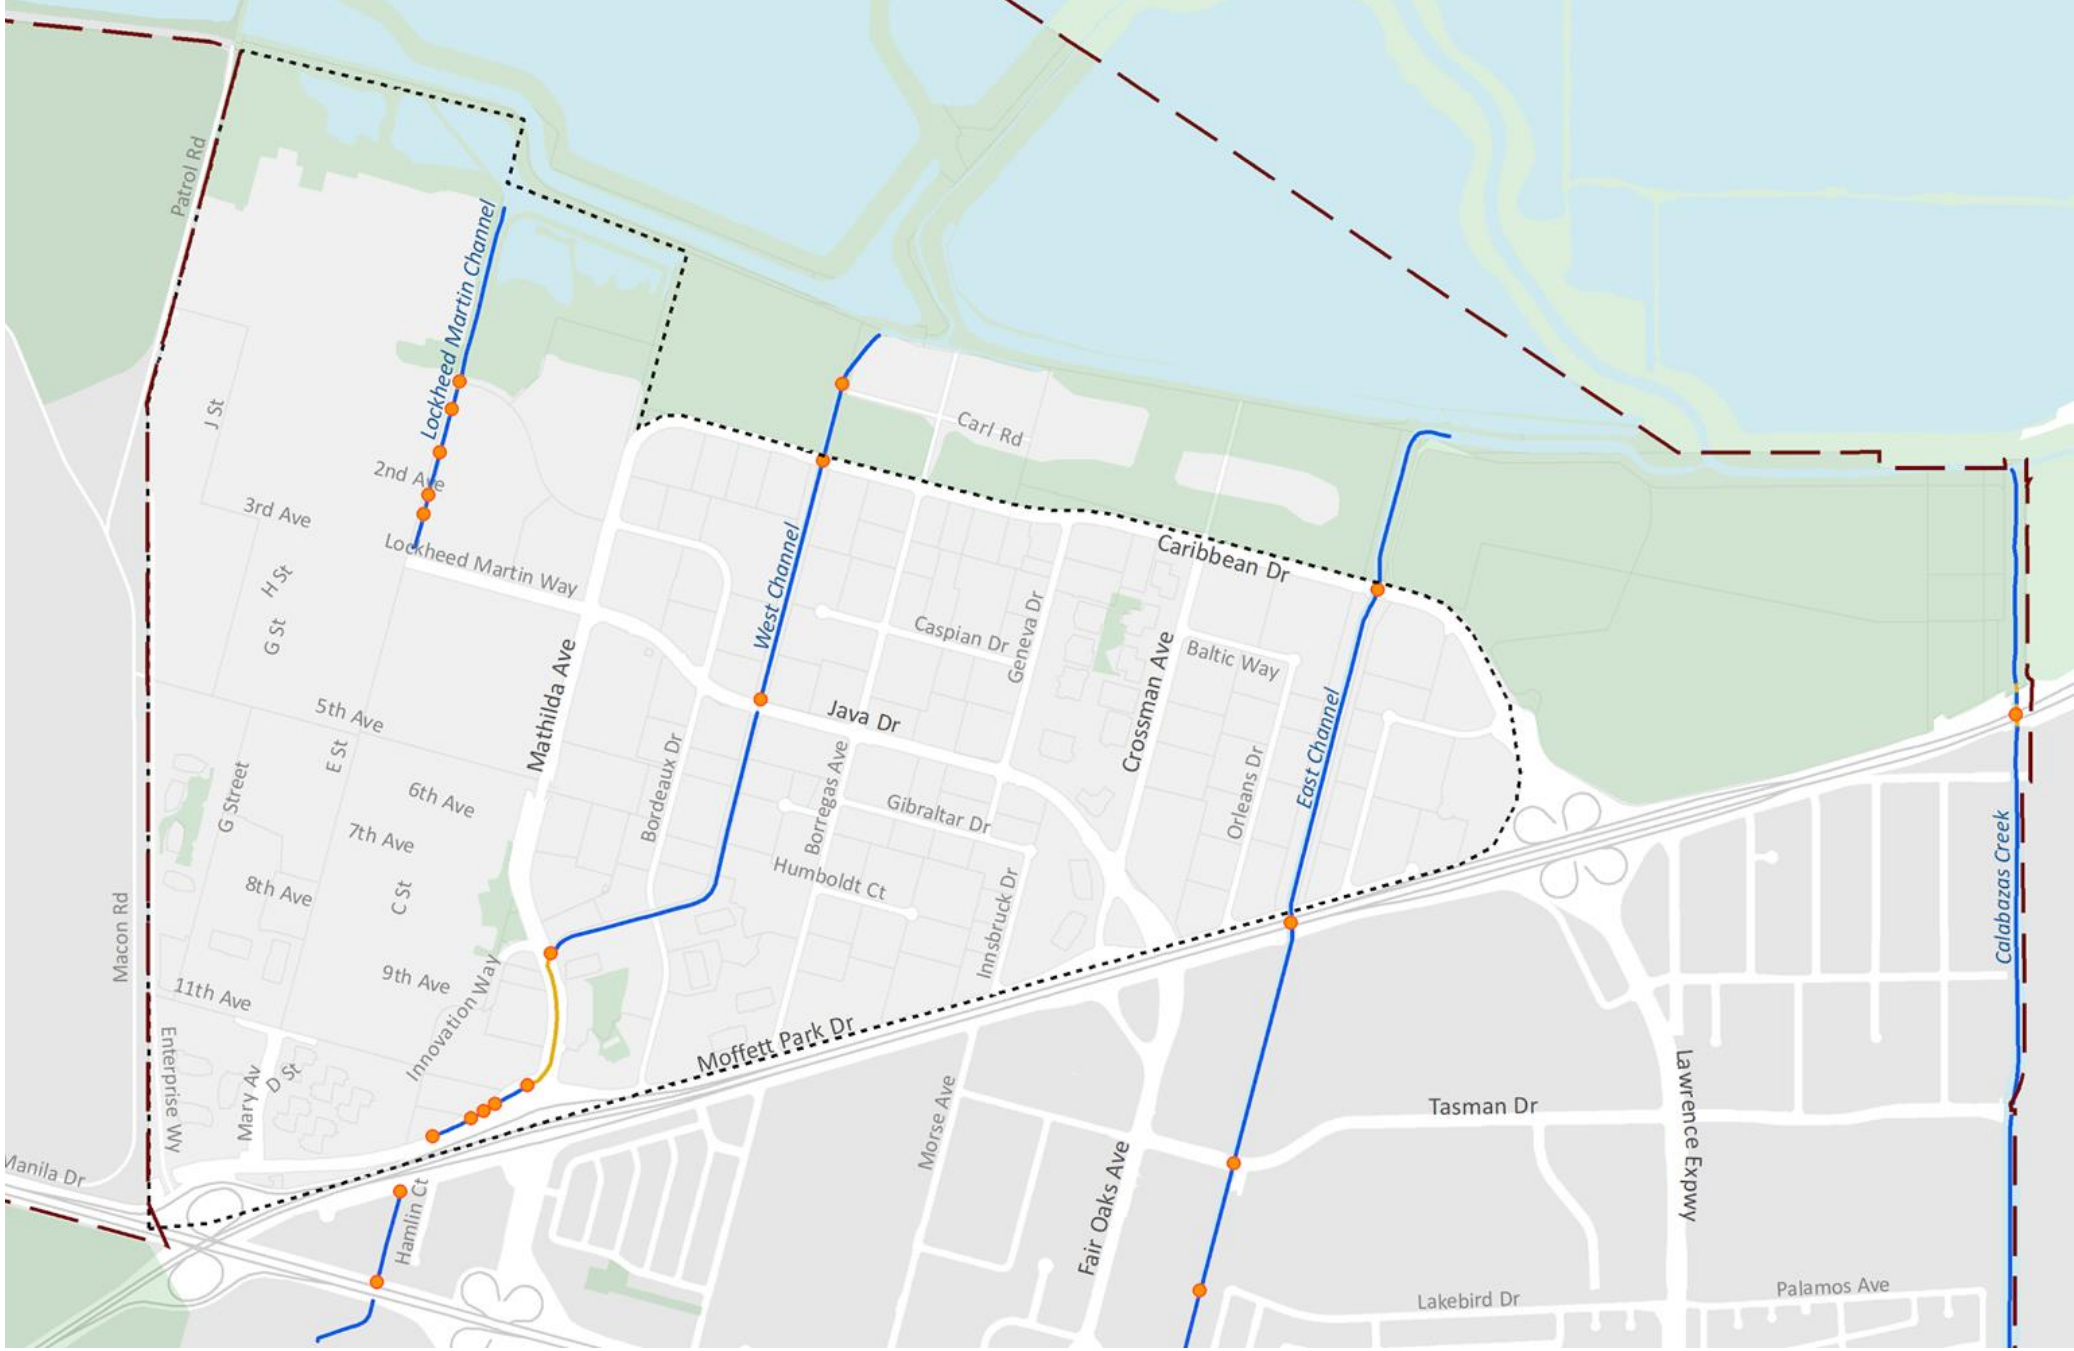 Patrol Rd
Lockheed Martin Channel
J St
Carl Rd
2nd Ave
3rd Ave
Lockheed Martin Way
West Channel
Caribbean Dr
H St
G St
Caspian Dr
Geneva Dr
Baltic Way
Crossman Ave
Mathilda Ave
5th Ave
E St
Java Dr
East Channel
Bordeaux Dr
Borregas Ave
Orleans Dr
G Street
6th Ave
Gibraltar Dr
7th Ave
Humboldt Ct
Calabazas Creek
8th Ave
C St
Innsbruck Dr
Macon Rd
9th Ave
11th Ave
Innovation Way
Moffett Park Dr
Enterprise Wy
Mary Av
D St
Morse Ave
Tasman Dr
Lawrence Expwy
Manila Dr
Hamlin Ct
Fair Oaks Ave
Lakebird Dr
Palamos Ave